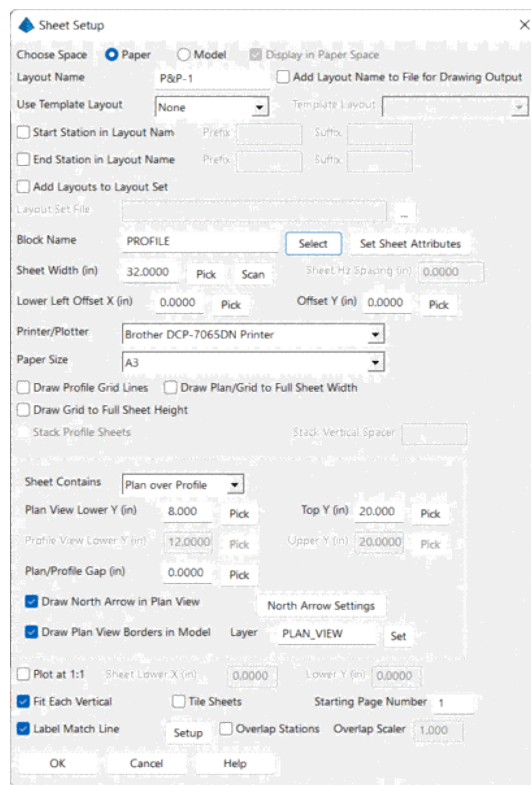 Sheet Setup
Choose Space Paper Model Display in Paper Space
Layout Name P&P-1 Add Layout Name to File for Drawing Output
Use Template Layout None Template Layout
Start Station in Layout Nam Prefix Suffix
End Station in Layout Name Prefix Suffix
Add Layouts to Layout Set
Layout Set File ...
Block Name PROFILE Select Set Sheet Attributes
Sheet Width (in) 32.0000 Pick Scan Sheet Hz Spacing (in) 0.0000
Lower Left Offset X (in) 0.0000 Pick Offset Y (in) 0.0000 Pick
Printer/Plotter Brother DCP-7065DN Printer
Paper Size A3
Draw Profile Grid Lines Draw Plan/Grid to Full Sheet Width
Draw Grid to Full Sheet Height
Stack Profile Sheets Stack Vertical Spacer
Sheet Contains Plan over Profile
Plan View Lower Y (in) 8.000 Pick Top Y (in) 20.000 Pick
Profile View Lower Y (in) 12.0000 Pick Upper Y (in) 20.0000 Pick
Plan/Profile Gap (in) 0.0000 Pick
Draw North Arrow in Plan View North Arrow Settings
Draw Plan View Borders in Model Layer PLAN_VIEW Set
Plot at 1:1 Sheet Lower X (in) 0.0000 Lower Y (in) 0.0000
Fit Each Vertical Tile Sheets Starting Page Number 1
Label Match Line Setup Overlap Stations Overlap Scaler 1.000
OK Cancel Help